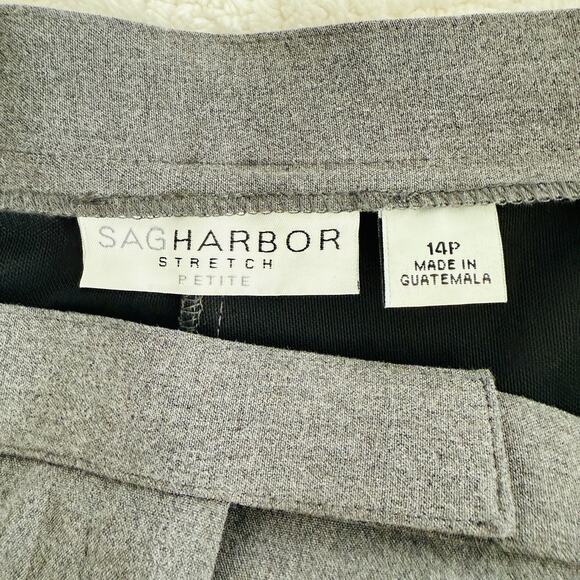 SAGHARBOR
STRETCH
PETITE
14P
MADE IN
GUATEMALA